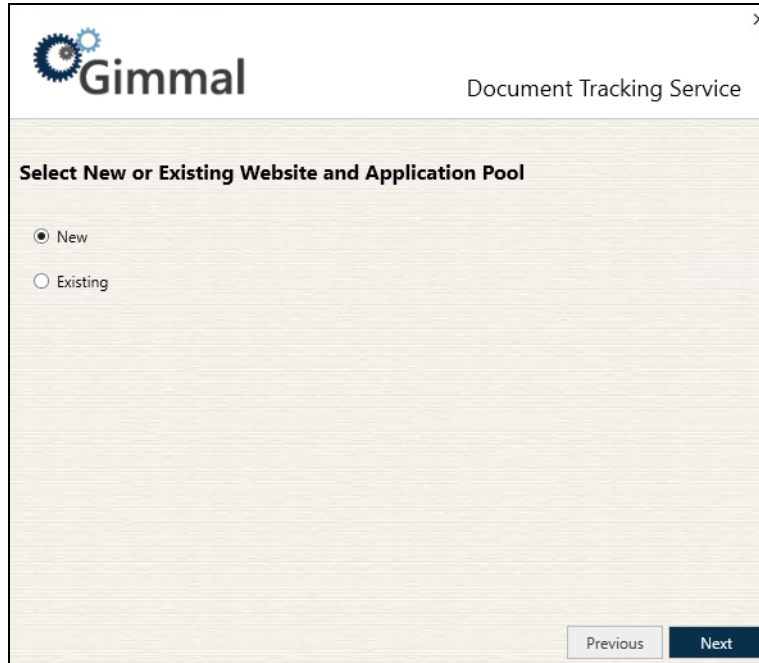 Gimmal
Document Tracking Service
Select New or Existing Website and Application Pool
New
Existing
Previous
Next